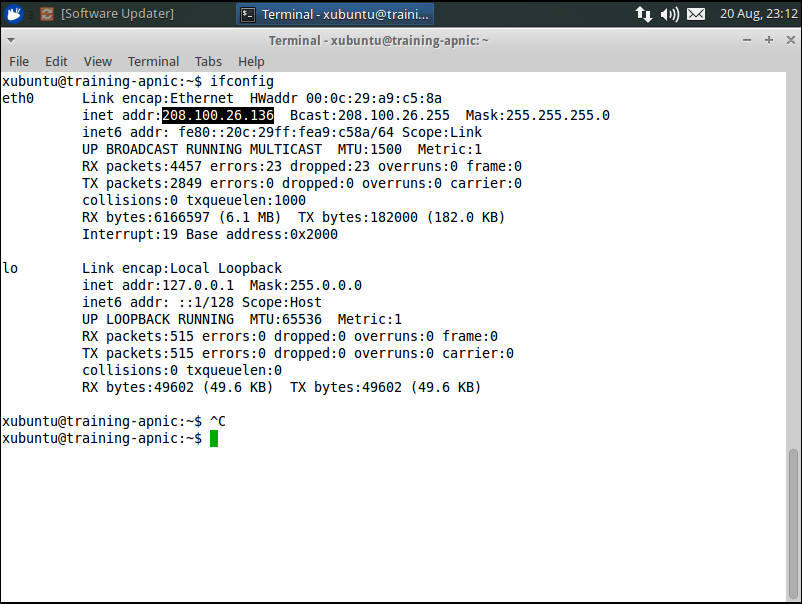 [Software Updater]
Terminal - xubuntu@traini...
20 Aug, 23:12
Terminal - xubuntu@training-apnic: ~
File Edit View Terminal Tabs Help
xubuntu@training-apnic:~$ ifconfig
eth0      Link encap:Ethernet  HWaddr 00:0c:29:a9:c5:8a
          inet addr:208.100.26.136  Bcast:208.100.26.255  Mask:255.255.255.0
          inet6 addr: fe80::20c:29ff:fea9:c58a/64 Scope:Link
          UP BROADCAST RUNNING MULTICAST  MTU:1500  Metric:1
          RX packets:4457 errors:23 dropped:23 overruns:0 frame:0
          TX packets:2849 errors:0 dropped:0 overruns:0 carrier:0
          collisions:0 txqueuelen:1000
          RX bytes:6166597 (6.1 MB)  TX bytes:182000 (182.0 KB)
          Interrupt:19 Base address:0x2000
lo        Link encap:Local Loopback
          inet addr:127.0.0.1  Mask:255.0.0.0
          inet6 addr: ::1/128 Scope:Host
          UP LOOPBACK RUNNING  MTU:65536  Metric:1
          RX packets:515 errors:0 dropped:0 overruns:0 frame:0
          TX packets:515 errors:0 dropped:0 overruns:0 carrier:0
          collisions:0 txqueuelen:0
          RX bytes:49602 (49.6 KB)  TX bytes:49602 (49.6 KB)
xubuntu@training-apnic:~$ ^C
xubuntu@training-apnic:~$